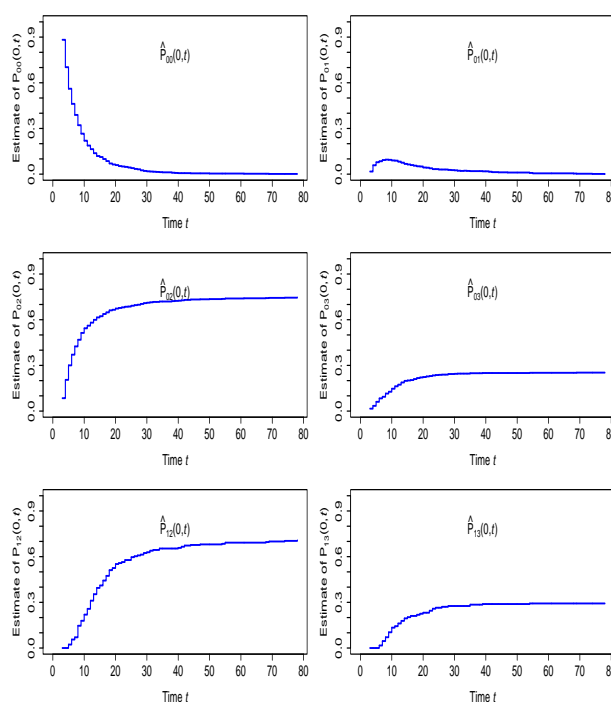 Estimate of P₀₀(0,t)
0.0 0.3 0.6 0.9
P̂₀₀(0,t)
0 10 20 30 40 50 60 70 80
Time t
Estimate of P₀₁(0,t)
0.0 0.3 0.6 0.9
P̂₀₁(0,t)
0 10 20 30 40 50 60 70 80
Time t
Estimate of P₀₂(0,t)
0.0 0.3 0.6 0.9
P̂₀₂(0,t)
0 10 20 30 40 50 60 70 80
Time t
Estimate of P₀₃(0,t)
0.0 0.3 0.6 0.9
P̂₀₃(0,t)
0 10 20 30 40 50 60 70 80
Time t
Estimate of P₁₂(0,t)
0.0 0.3 0.6 0.9
P̂₁₂(0,t)
0 10 20 30 40 50 60 70 80
Time t
Estimate of P₁₃(0,t)
0.0 0.3 0.6 0.9
P̂₁₃(0,t)
0 10 20 30 40 50 60 70 80
Time t